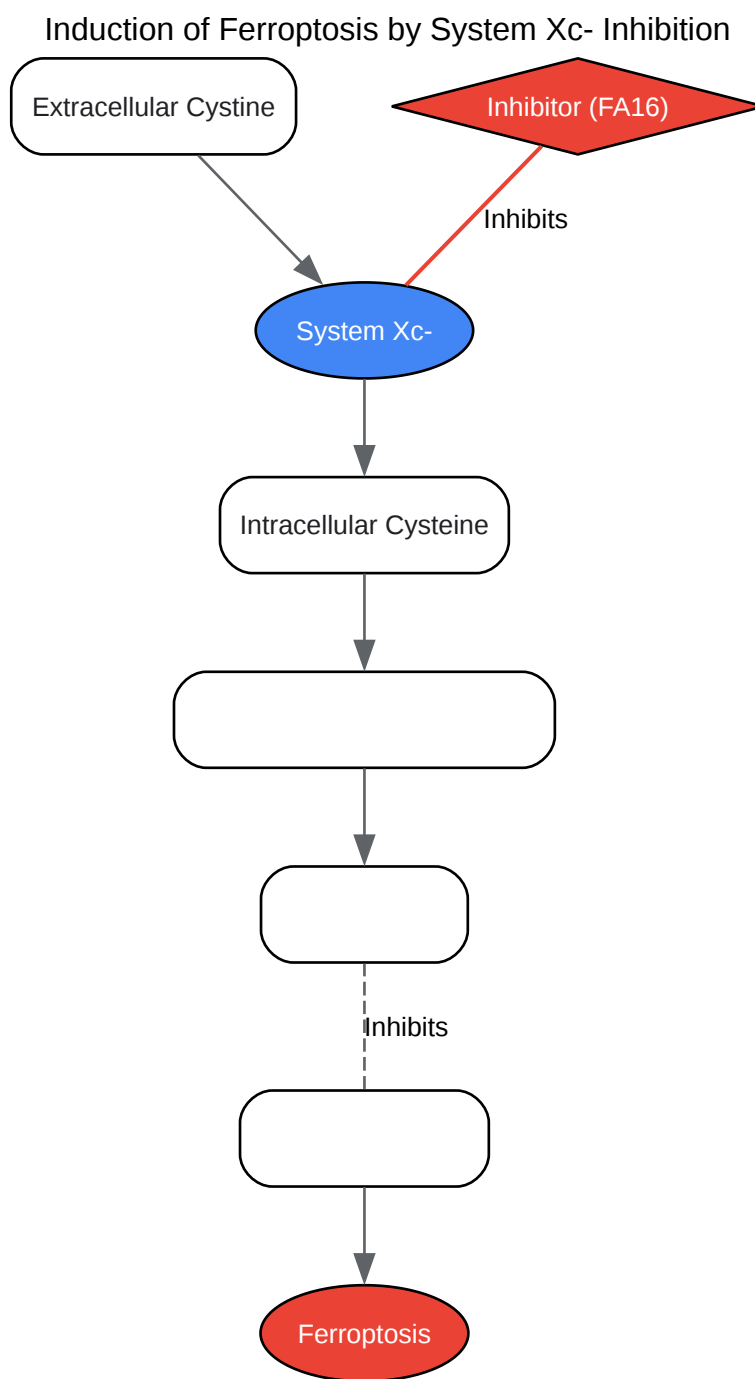 Induction of Ferroptosis by System Xc- Inhibition
Extracellular Cystine
Inhibitor (FA16)
Inhibits
System Xc-
Intracellular Cysteine
Inhibits
Ferroptosis